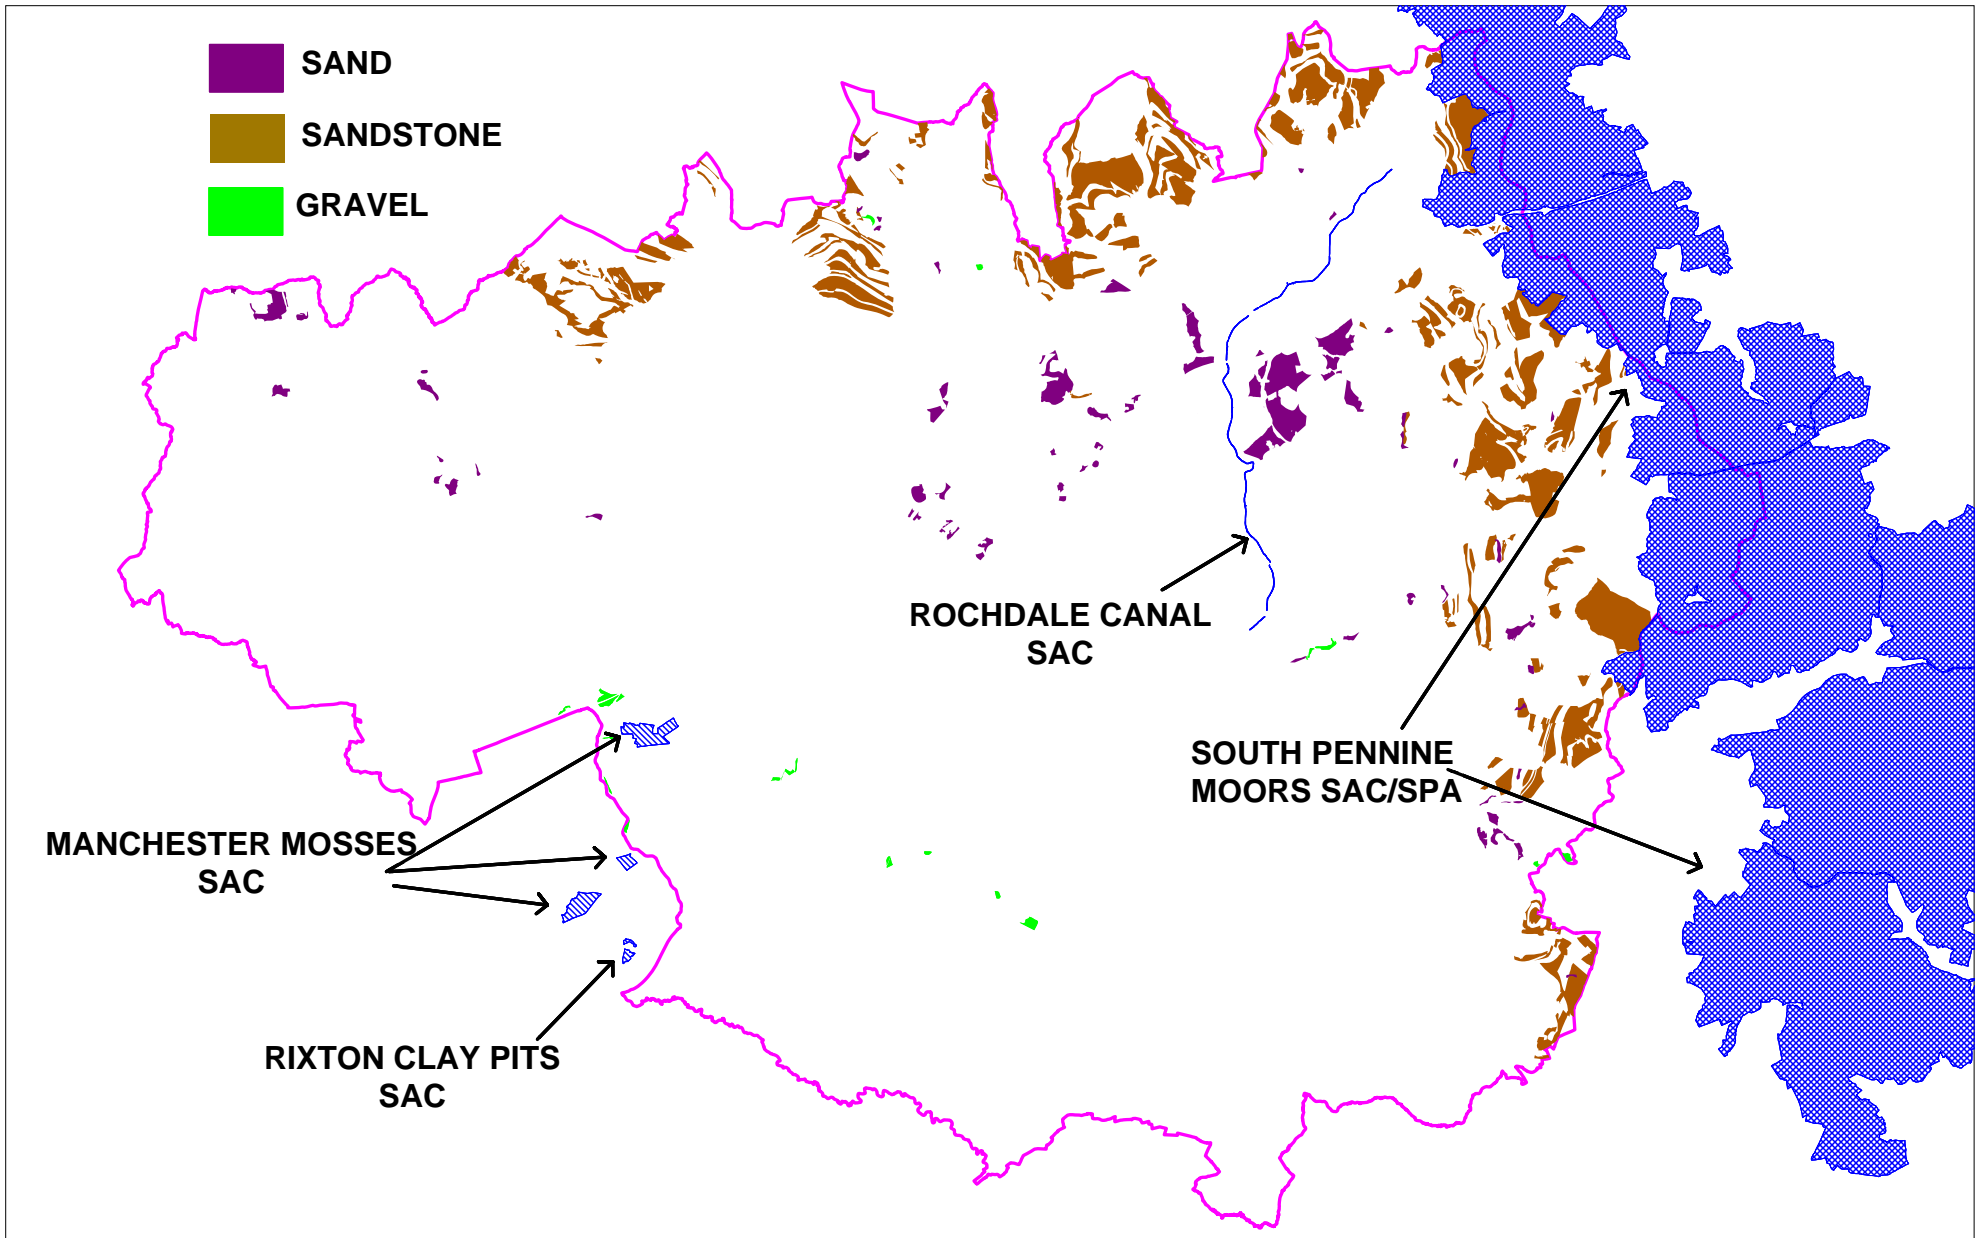 SAND
SANDSTONE
GRAVEL
ROCHDALE CANAL
SAC
SOUTH PENNINE
MOORS SAC/SPA
MANCHESTER MOSSES
SAC
RIXTON CLAY PITS
SAC